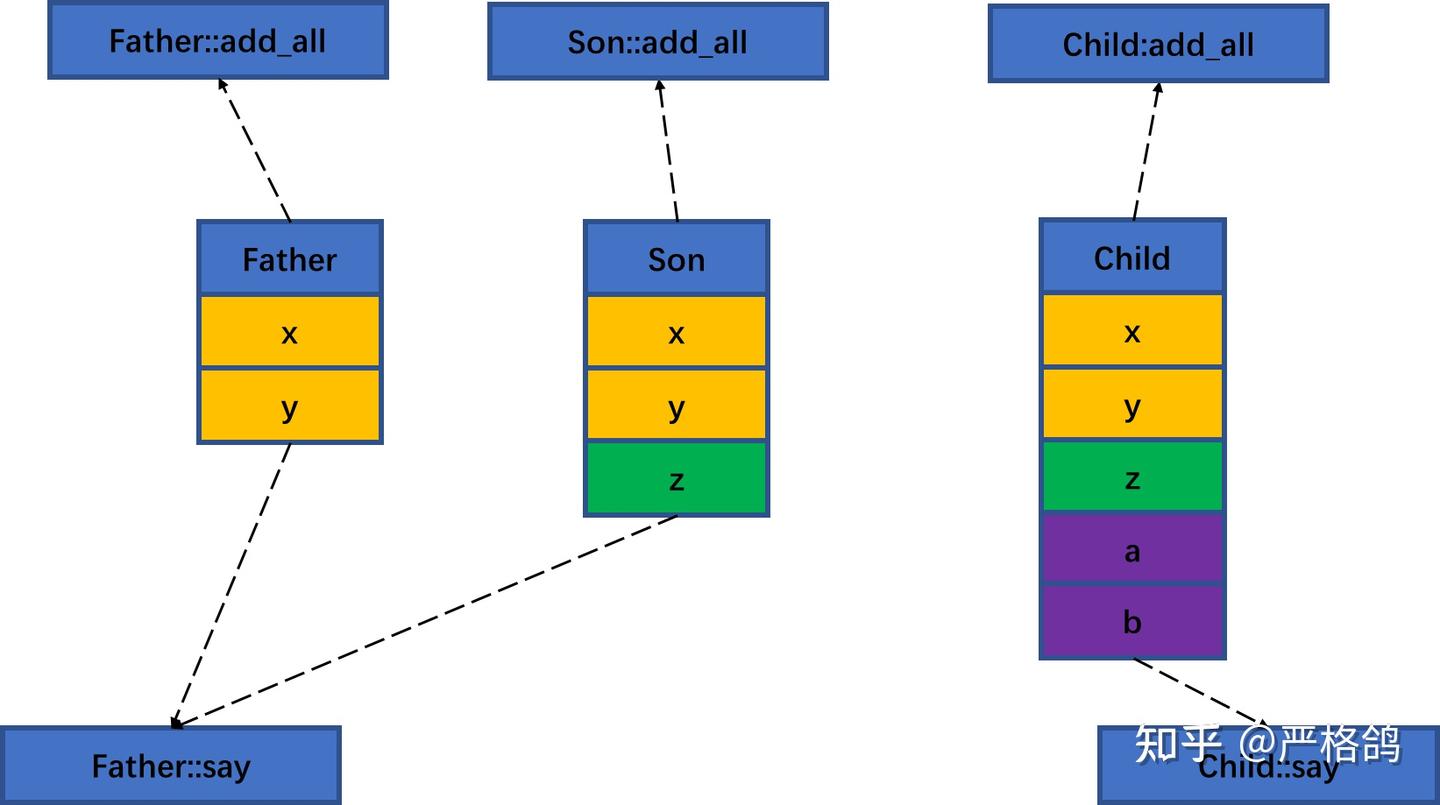 Father::add_all
Son::add_all
Child:add_all
Father
x
y
Son
x
y
z
Child
x
y
z
a
b
Father::say
Child::say
知乎 @严格鸽